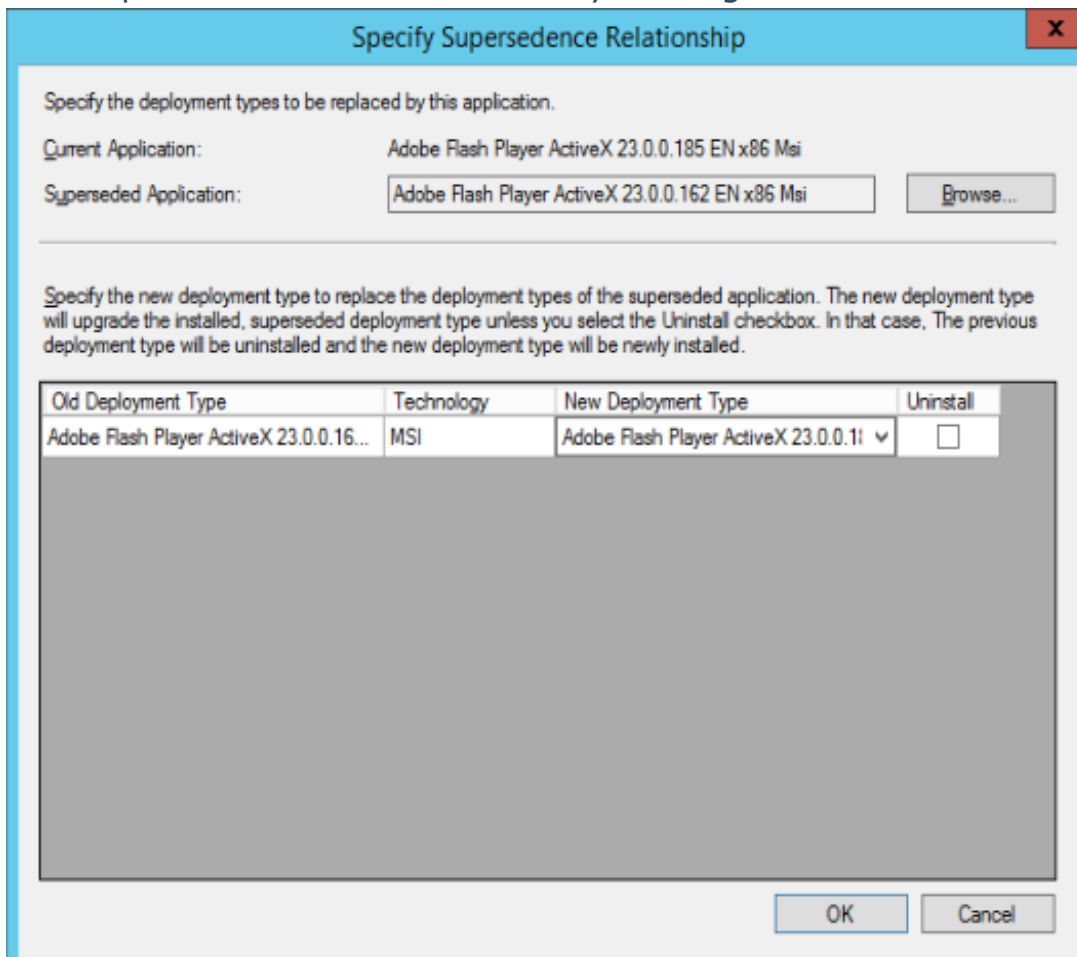 Specify Supersedence Relationship
x
Specify the deployment types to be replaced by this application.
Current Application: Adobe Flash Player ActiveX 23.0.0.185 EN x86 Msi
Superseded Application: Adobe Flash Player ActiveX 23.0.0.162 EN x86 Msi Browse...
Specify the new deployment type to replace the deployment types of the superseded application. The new deployment type
will upgrade the installed, superseded deployment type unless you select the Uninstall checkbox. In that case, The previous
deployment type will be uninstalled and the new deployment type will be newly installed.
Old Deployment Type Technology New Deployment Type Uninstall
Adobe Flash Player ActiveX 23.0.0.16... MSI Adobe Flash Player ActiveX 23.0.0.18
OK Cancel